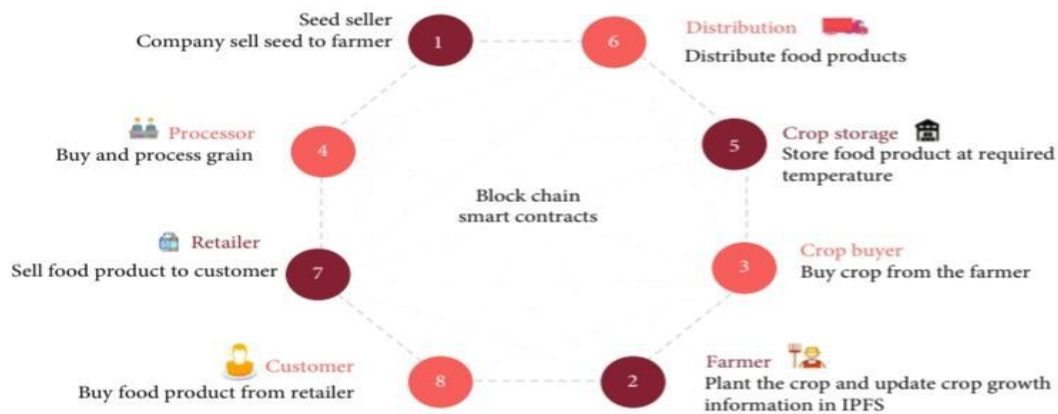 Seed seller
Company sell seed to farmer
1
6
Distribution
Distribute food products
Processor
Buy and process grain
4
5
Crop storage
Store food product at required
temperature
Block chain
smart contracts
Retailer
Sell food product to customer
7
3
Crop buyer
Buy crop from the farmer
Customer
Buy food product from retailer
8
2
Farmer
Plant the crop and update crop growth
information in IPFS